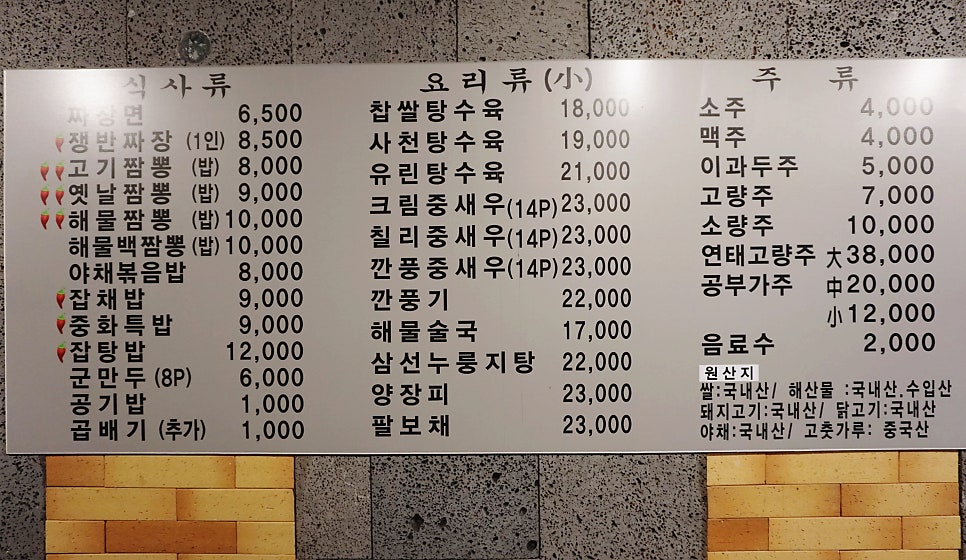 식사류
짜장면 6,500
쟁반짜장 (1인) 8,500
고기짬뽕 (밥) 8,000
옛날짬뽕 (밥) 9,000
해물짬뽕 (밥) 10,000
해물백짬뽕 (밥) 10,000
야채볶음밥 8,000
잡채밥 9,000
중화특밥 9,000
잡탕밥 12,000
군만두 (8P) 6,000
공기밥 1,000
곱배기 (추가) 1,000
요리류 (小)
찹쌀탕수육 18,000
사천탕수육 19,000
유린탕수육 21,000
크림중새우(14P) 23,000
칠리중새우(14P) 23,000
깐풍중새우(14P) 23,000
깐풍기 22,000
해물술국 17,000
삼선누룽지탕 22,000
양장피 23,000
팔보채 23,000
주류
소주 4,000
맥주 4,000
이과두주 5,000
고량주 7,000
소량주 10,000
연태고량주 大 38,000
공부가주 中 20,000
小 12,000
음료수 2,000
원산지
쌀:국내산/ 해산물 :국내산.수입산
돼지고기:국내산/ 닭고기:국내산
야채:국내산/ 고춧가루: 중국산